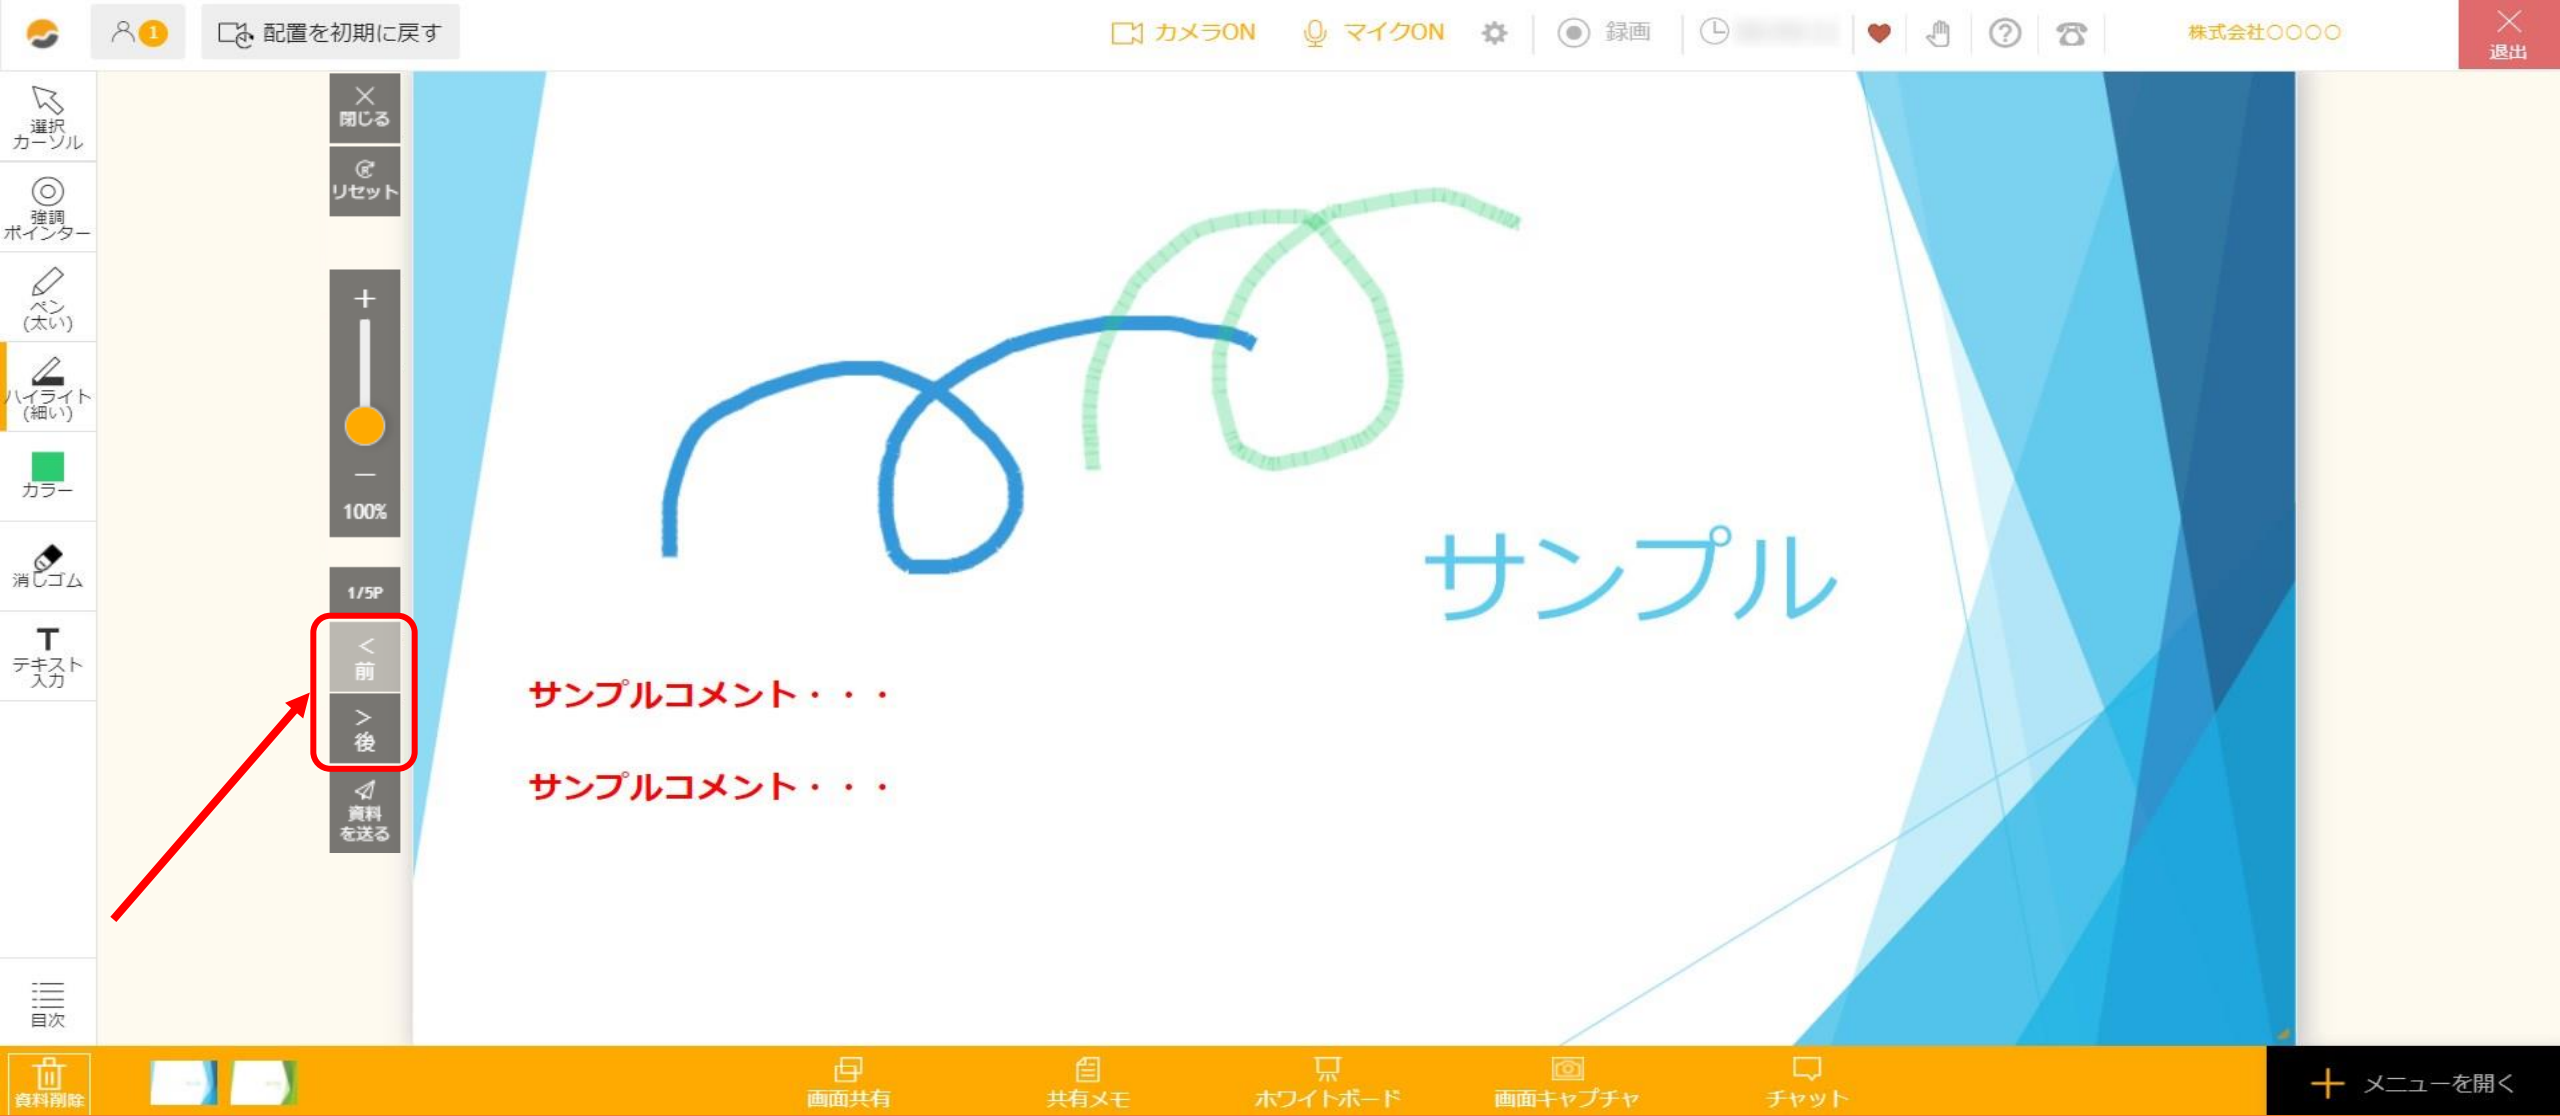 1
配置を初期に戻す
カメラON
マイクON
録画
株式会社○○○○
退出
選択
カーソル
強調
ポインター
ペン
(太い)
ハイライト
(細い)
カラー
消しゴム
T
テキスト
入力
目次
閉じる
リセット
+
−
100%
1/5P
<
前
>
後
資料
を送る
サンプル
サンプルコメント・・・
サンプルコメント・・・
資料削除
画面共有
共有メモ
ホワイトボード
画面キャプチャ
チャット
メニューを開く